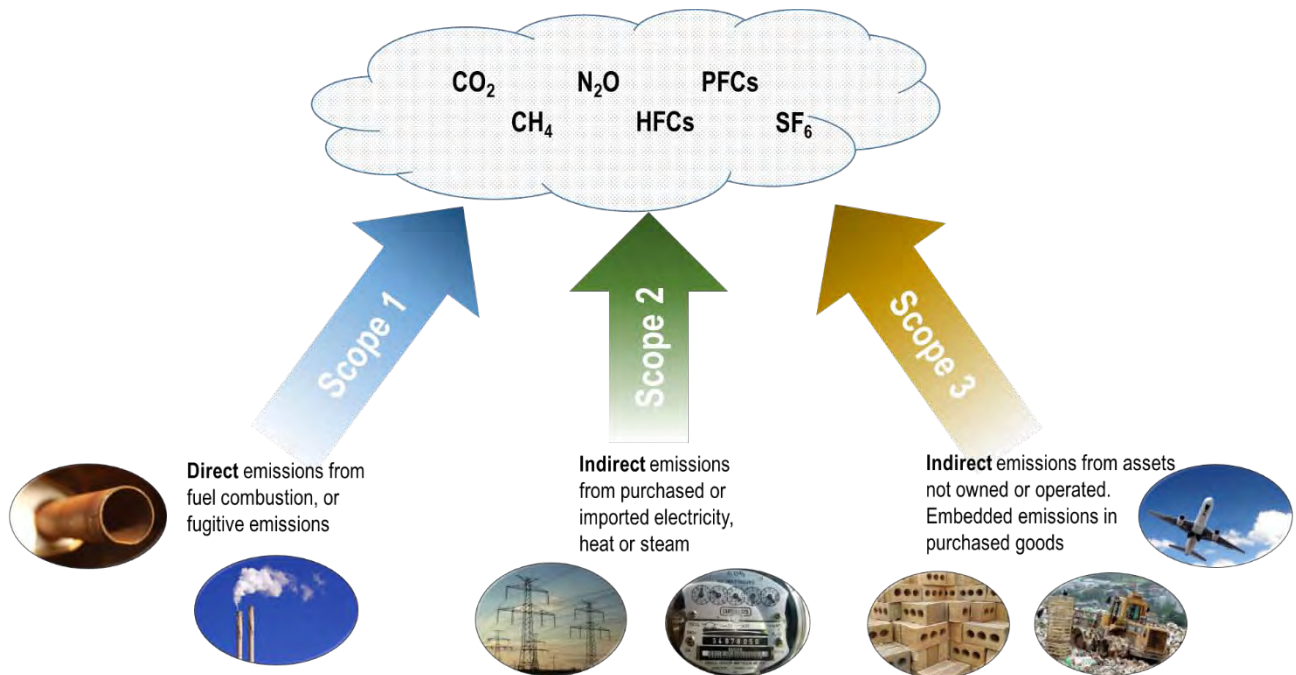 CO₂ N₂O PFCs
CH₄ HFCs SF₆
Scope 1
Scope 2
Scope 3
Direct emissions from
fuel combustion, or
fugitive emissions
Indirect emissions
from purchased or
imported electricity,
heat or steam
Indirect emissions from assets
not owned or operated.
Embedded emissions in
purchased goods